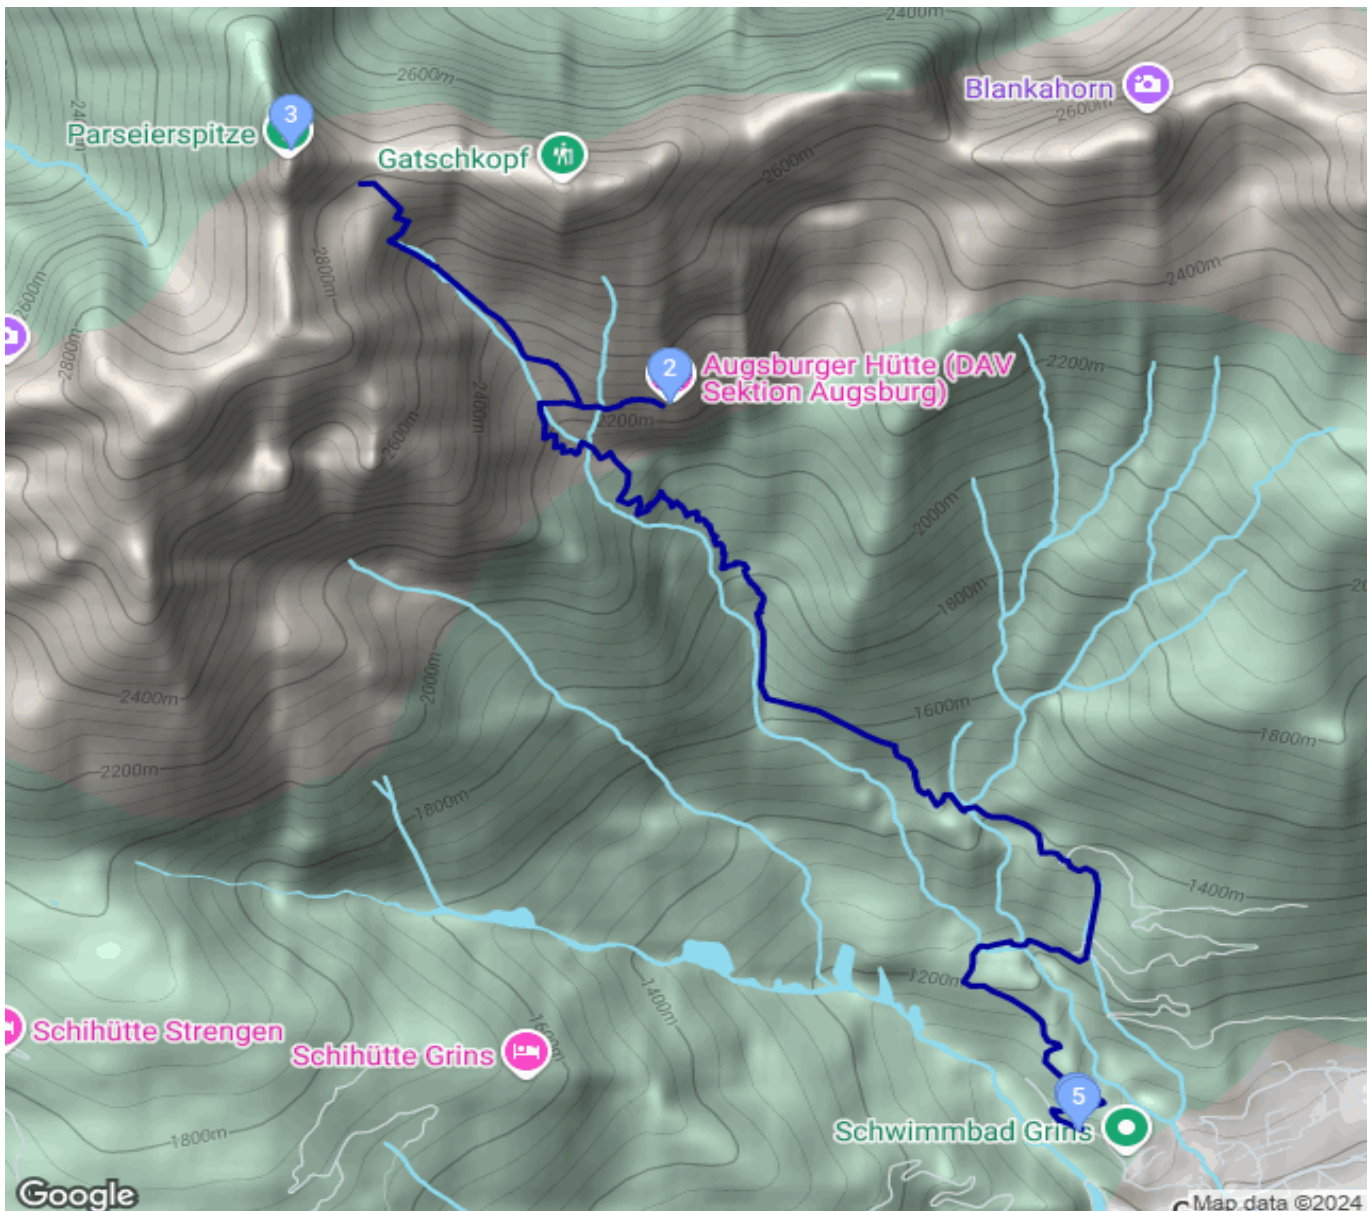 2400m
2600m
Blankahorn
2600m
2400m
3
Parseierspitze
Gatschkopf
2600m
2800m
2400m
2600m
2800m
2
Augsburger Hütte (DAV
Sektion Augsburg)
2200m
2400m
2200m
2600m
2000m
1800m
2000m
2400m
1600m
1800m
2200m
1800m
1400m
1200m
1400m
Schihütte Strengen
Schihütte Grins
1600m
5
Schwimmbad Grins
1800m
Google
Map data ©2024